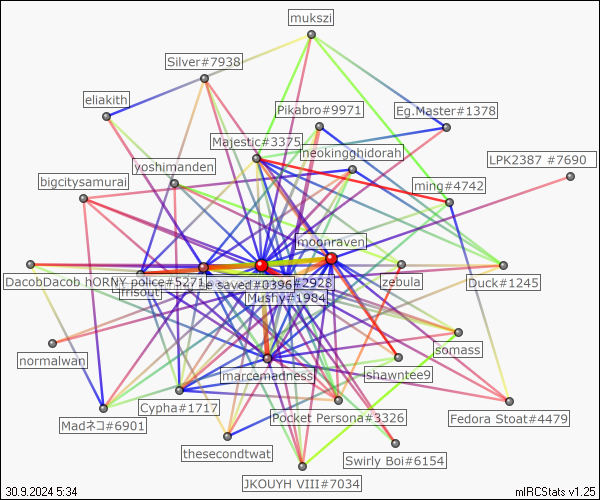 mukszi
Silver#7938
eliakith
Pikabro#9971
Eg.Master#1378
Majestic#3375
neokingghidorah
LPK2387 #7690
yoshimanden
bigcitysamurai
ming#4742
moonraven
DacobDacob hORNY police#5271
e saved#0396
#2928
zebula
Duck#1245
frisout
Mushy#1984
normalwan
marcemadness
shawntee9
somass
Madネコ#6901
Cypha#1717
Pocket Persona#3326
Fedora Stoat#4479
thesecondtwat
Swirly Boi#6154
JKOUYH VIII#7034
30.9.2024 5:34
mIRCStats v1.25